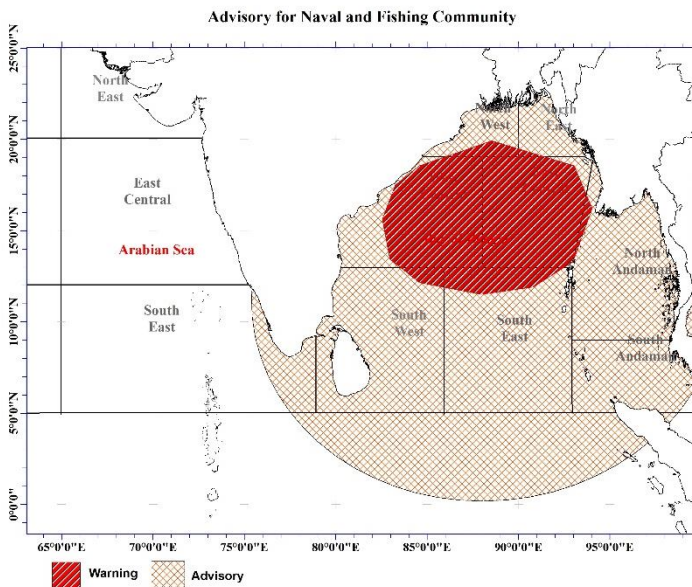 Advisory for Naval and Fishing Community
25°0'0"N
20°0'0"N
15°0'0"N
10°0'0"N
5°0'0"N
0°0'0"
North
East
North
West
North
East
East
Central
Arabian Sea
North
Andaman
South
East
South
West
South
East
South
Andaman
65°0'0"E
70°0'0"E
75°0'0"E
80°0'0"E
85°0'0"E
90°0'0"E
95°0'0"E
Warning
Advisory